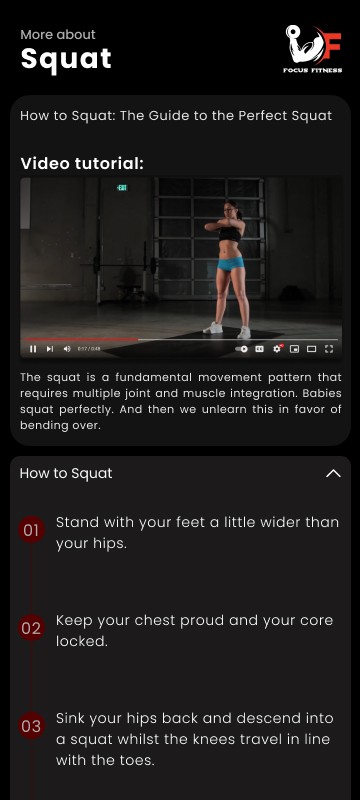 More about
Squat
F
FOCUS FITNESS
How to Squat: The Guide to the Perfect Squat
Video tutorial:
EXIT
0:17 / 0:46
The squat is a fundamental movement pattern that
requires multiple joint and muscle integration. Babies
squat perfectly. And then we unlearn this in favor of
bending over.
How to Squat
01
Stand with your feet a little wider than
your hips.
02
Keep your chest proud and your core
locked.
03
Sink your hips back and descend into
a squat whilst the knees travel in line
with the toes.